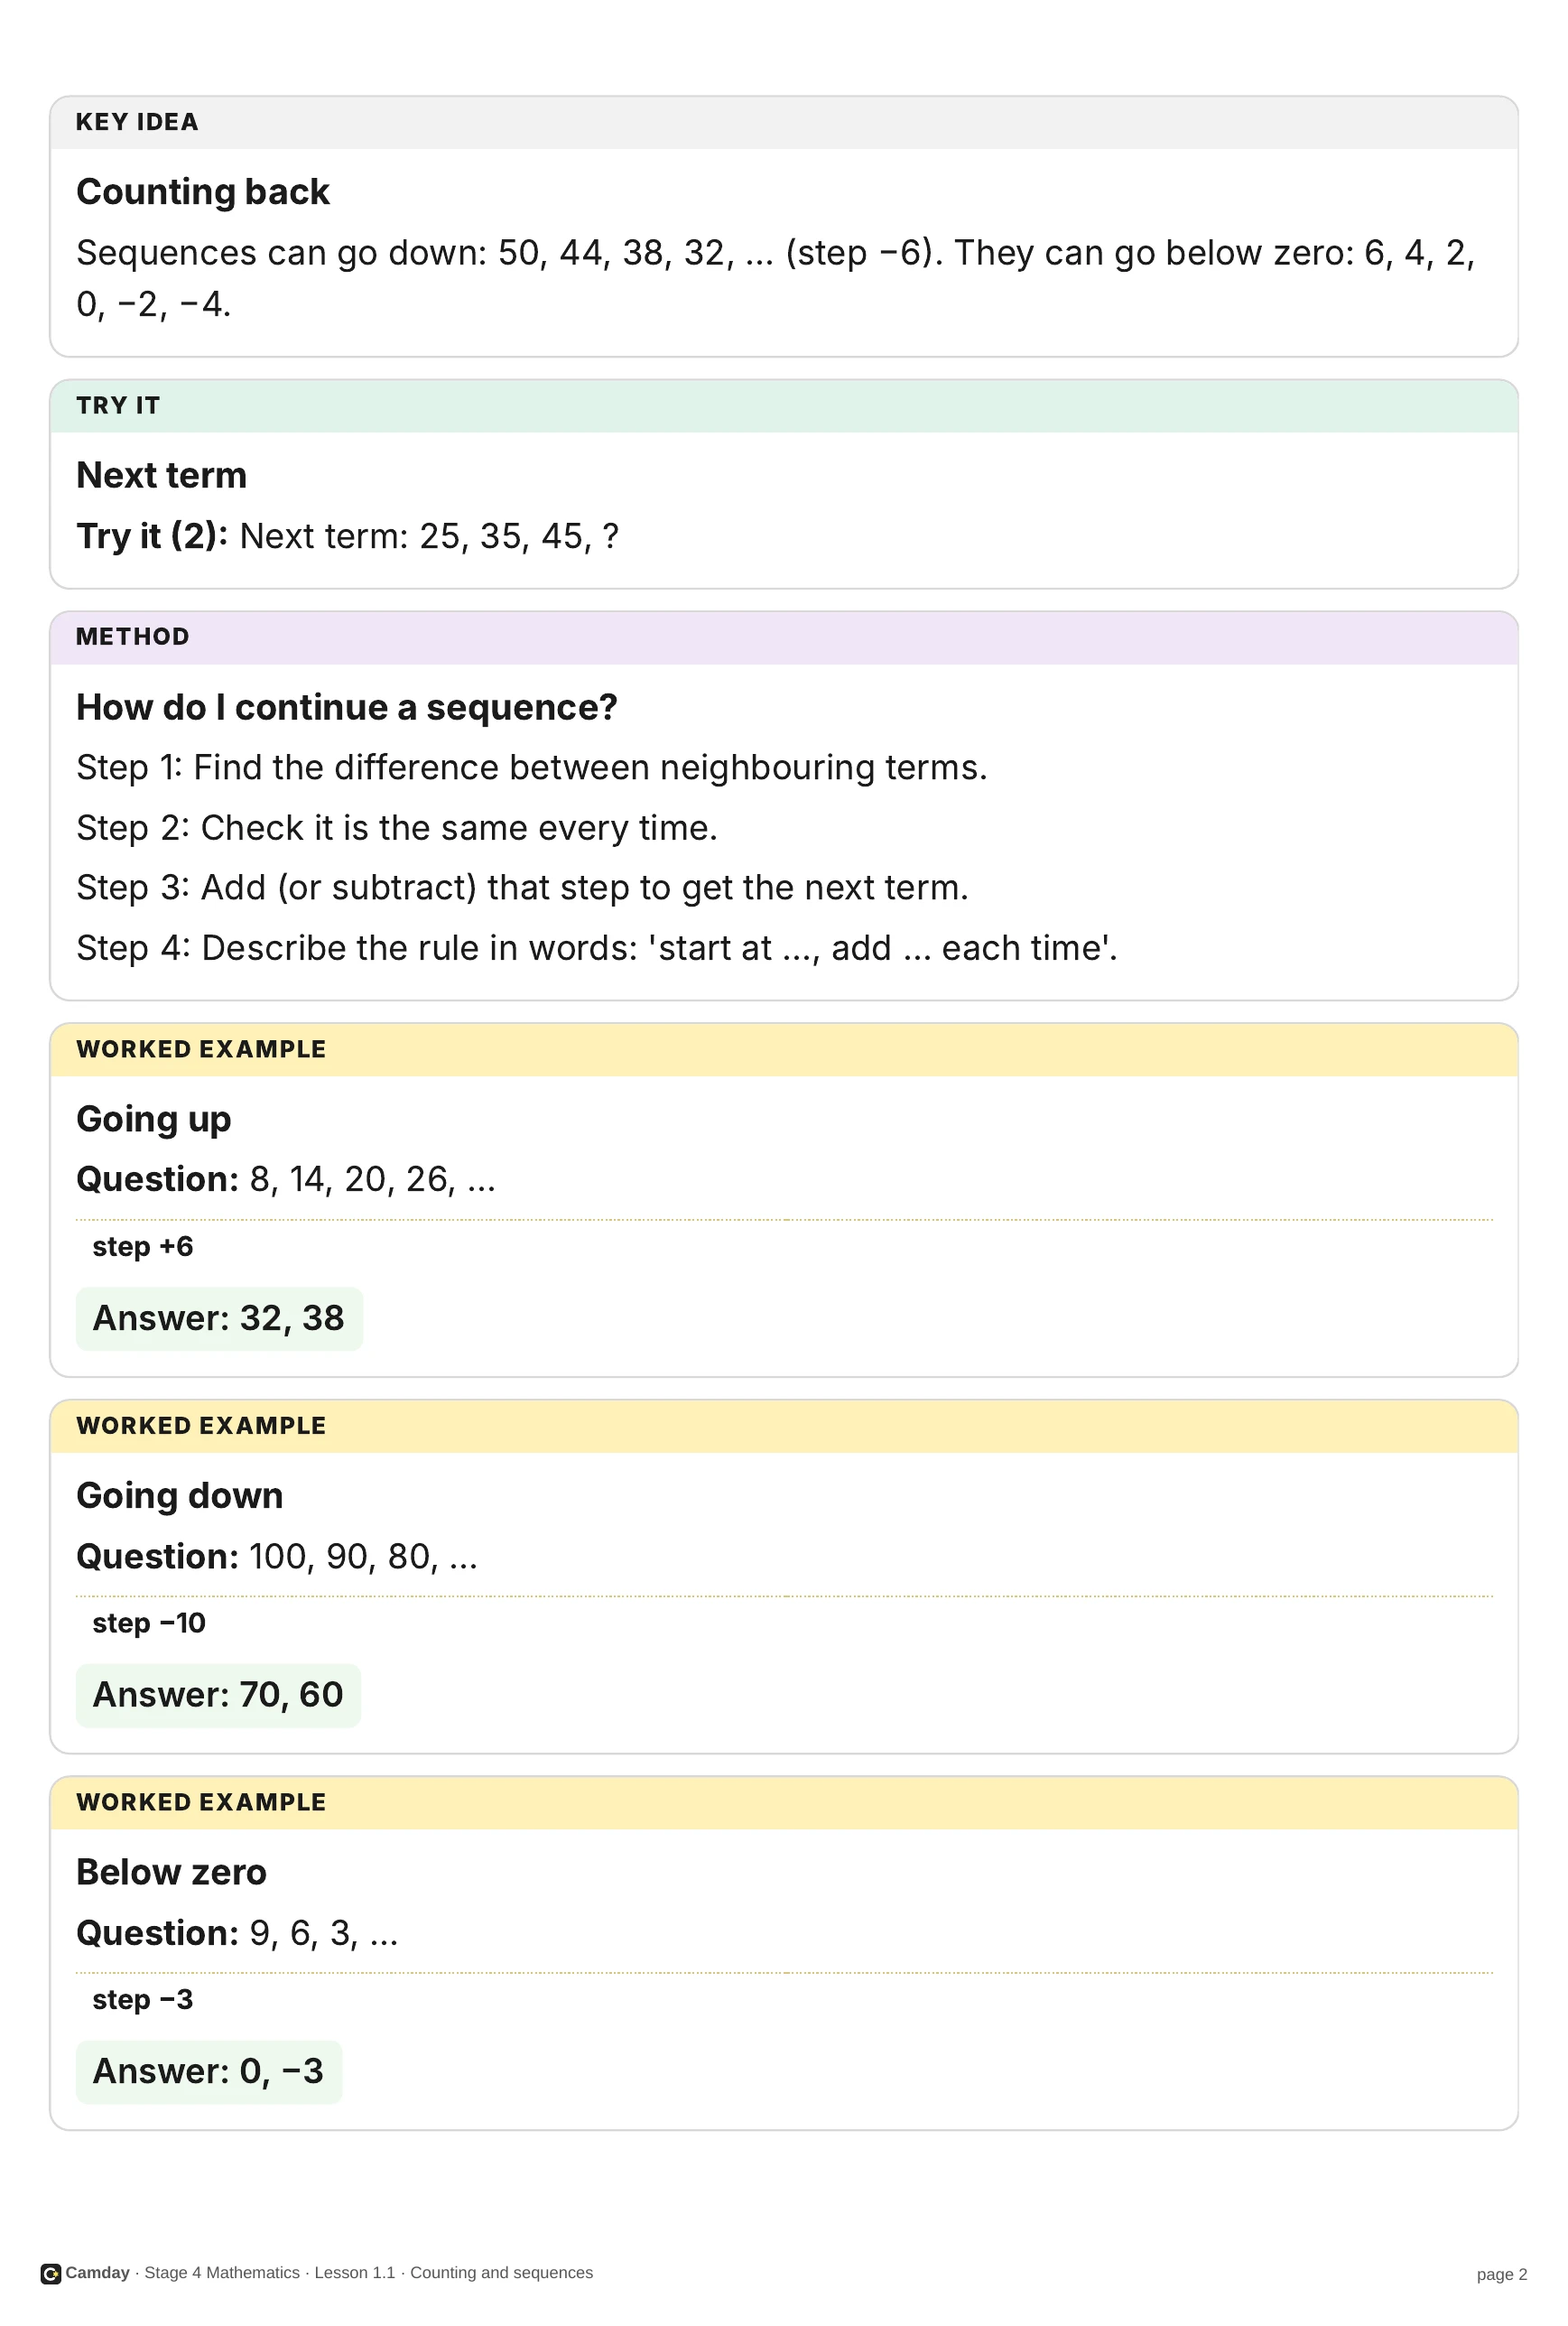 KEY IDEA
Counting back
Sequences can go down: 50, 44, 38, 32, … (step −6). They can go below zero: 6, 4, 2,
0, −2, −4.
TRY IT
Next term
Try it (2): Next term: 25, 35, 45, ?
METHOD
How do I continue a sequence?
Step 1: Find the difference between neighbouring terms.
Step 2: Check it is the same every time.
Step 3: Add (or subtract) that step to get the next term.
Step 4: Describe the rule in words: 'start at …, add … each time'.
WORKED EXAMPLE
Going up
Question: 8, 14, 20, 26, …
step +6
Answer: 32, 38
WORKED EXAMPLE
Going down
Question: 100, 90, 80, …
step −10
Answer: 70, 60
WORKED EXAMPLE
Below zero
Question: 9, 6, 3, …
step −3
Answer: 0, −3
Camday · Stage 4 Mathematics · Lesson 1.1 · Counting and sequences
page 2